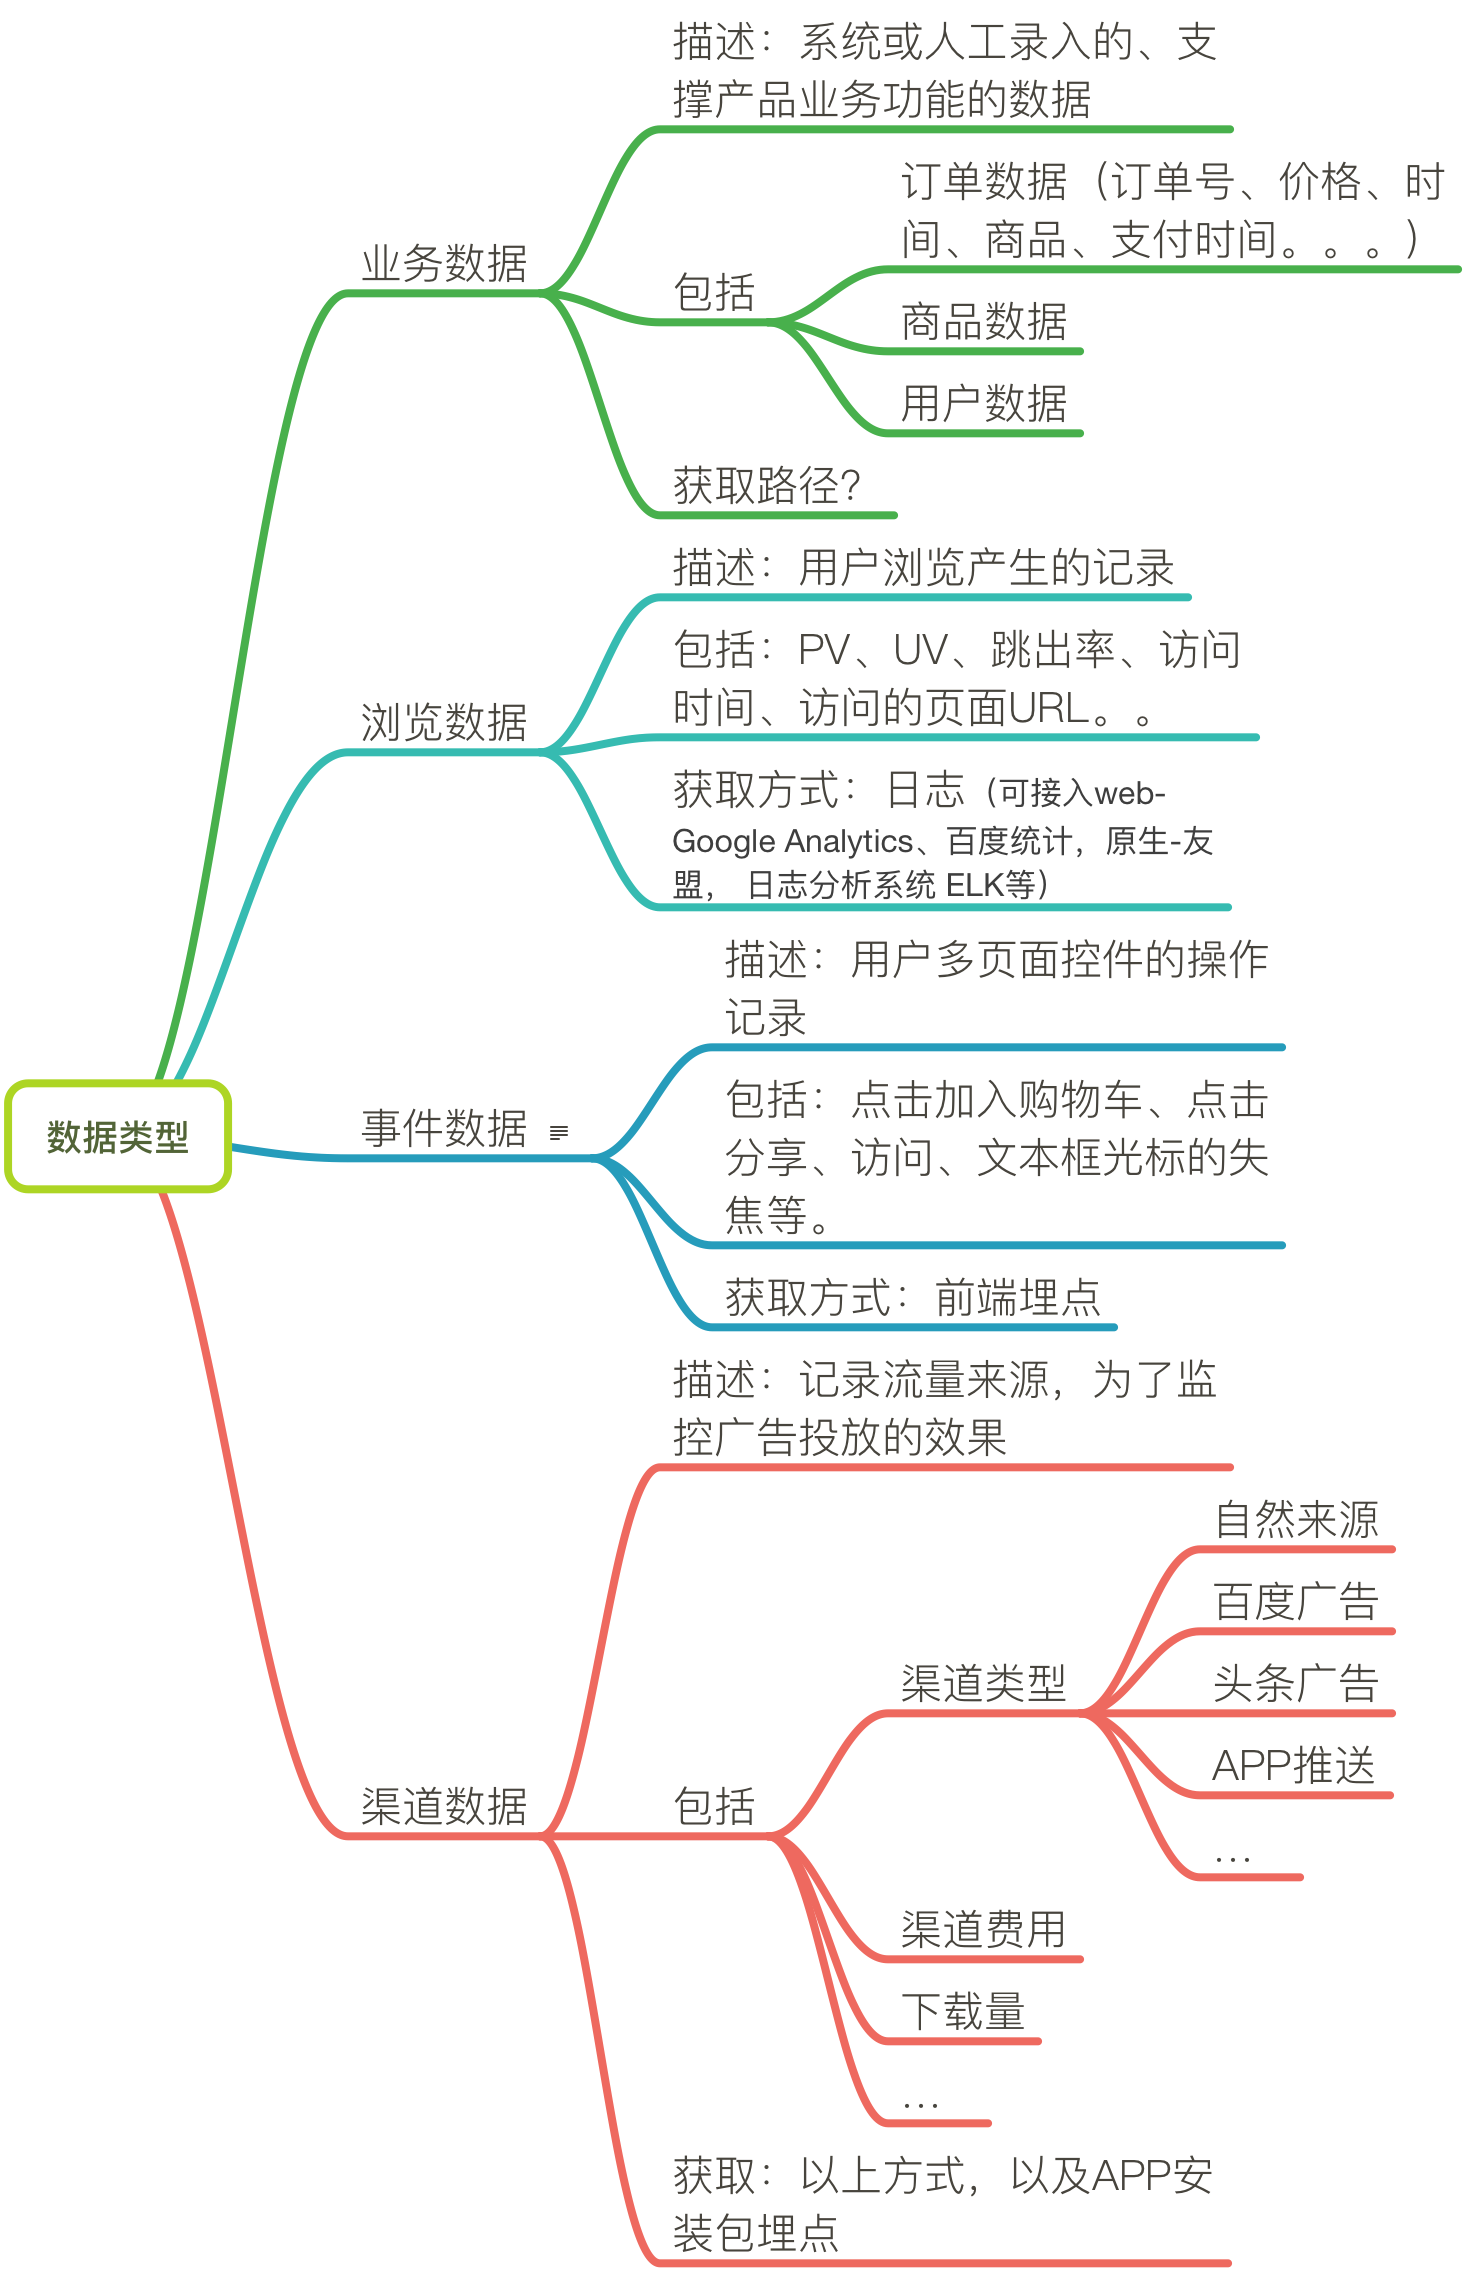 描述：系统或人工录入的、支
撑产品业务功能的数据
订单数据（订单号、价格、时
间、商品、支付时间。。。）
业务数据
包括
商品数据
用户数据
获取路径？
描述：用户浏览产生的记录
包括：PV、UV、跳出率、访问
时间、访问的页面URL。。
浏览数据
获取方式：日志（可接入web-
Google Analytics、百度统计，原生-友
盟， 日志分析系统 ELK等）
描述：用户多页面控件的操作
记录
数据类型
事件数据
包括：点击加入购物车、点击
分享、访问、文本框光标的失
焦等。
获取方式：前端埋点
描述：记录流量来源，为了监
控广告投放的效果
自然来源
百度广告
渠道类型
头条广告
APP推送
...
渠道数据
包括
渠道费用
下载量
...
获取：以上方式，以及APP安
装包埋点